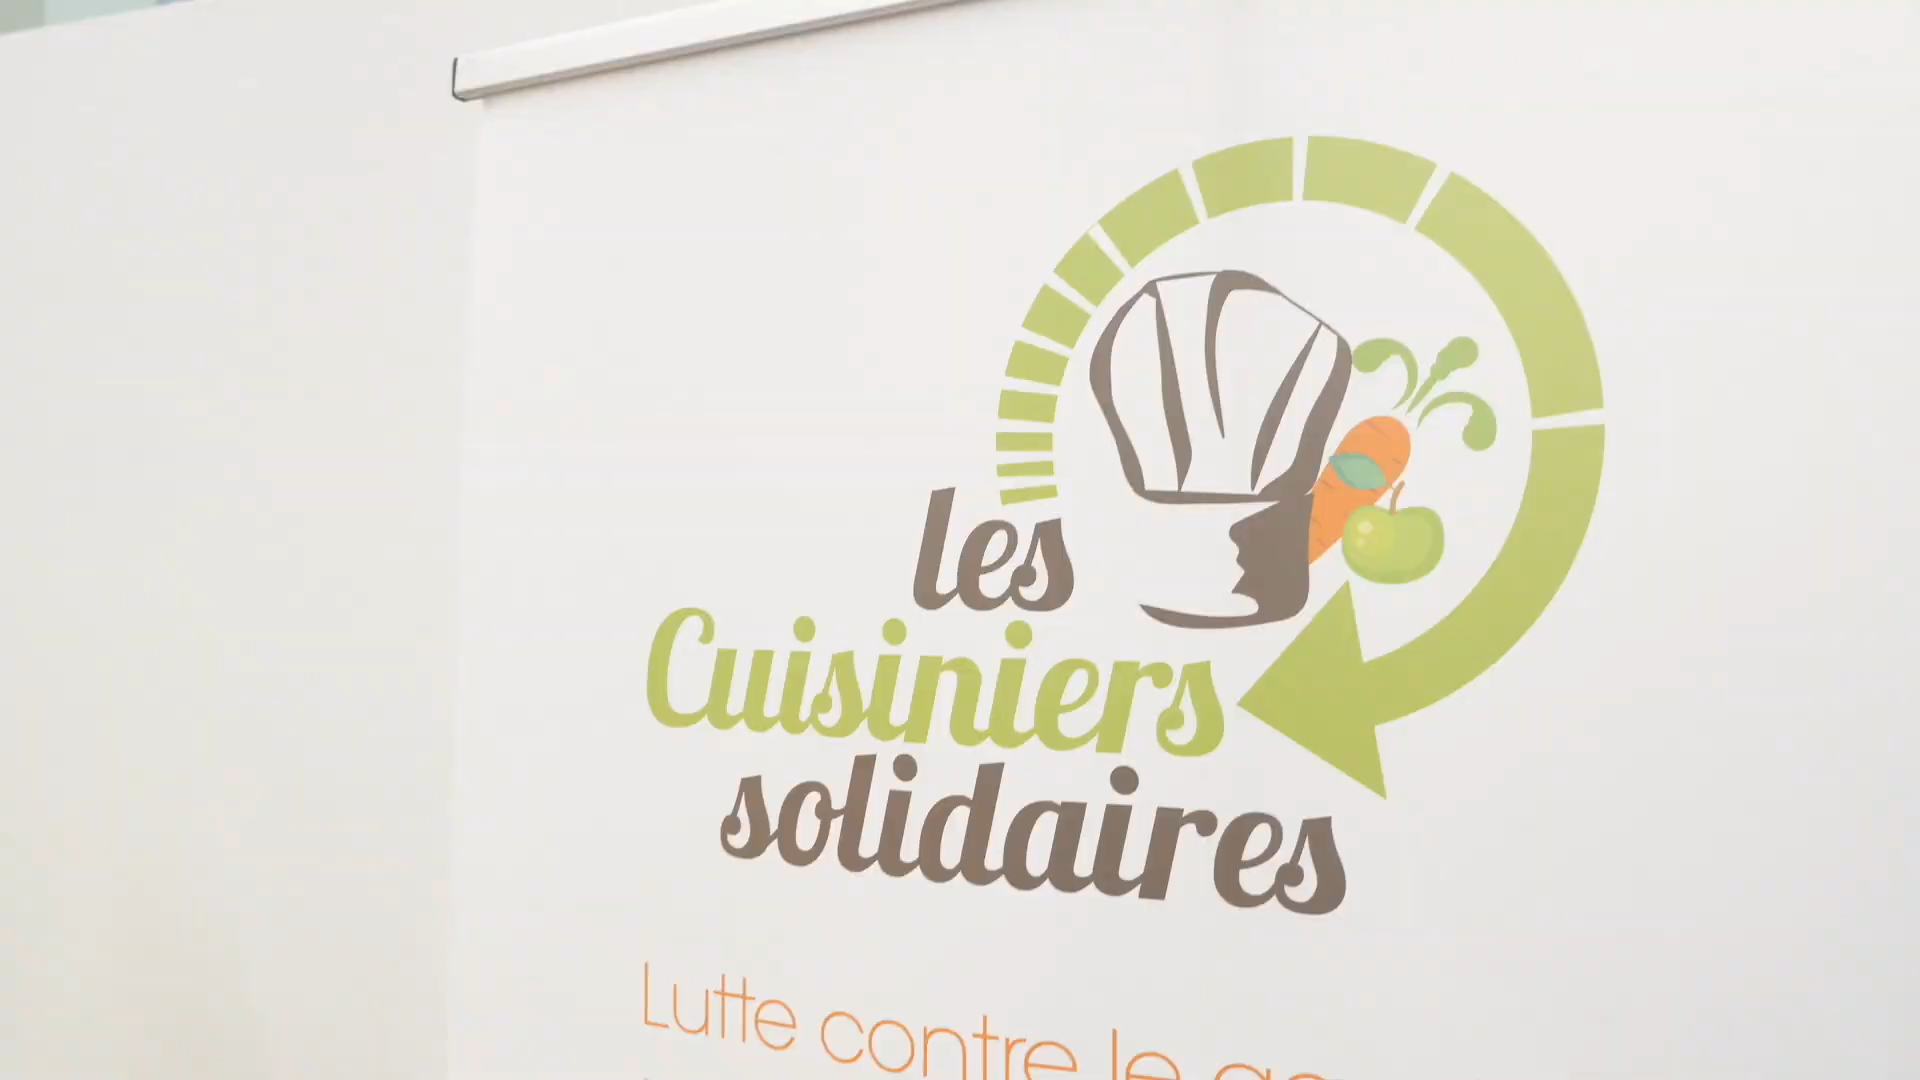 les
Cuisiniers
solidaires
Lutte contre le